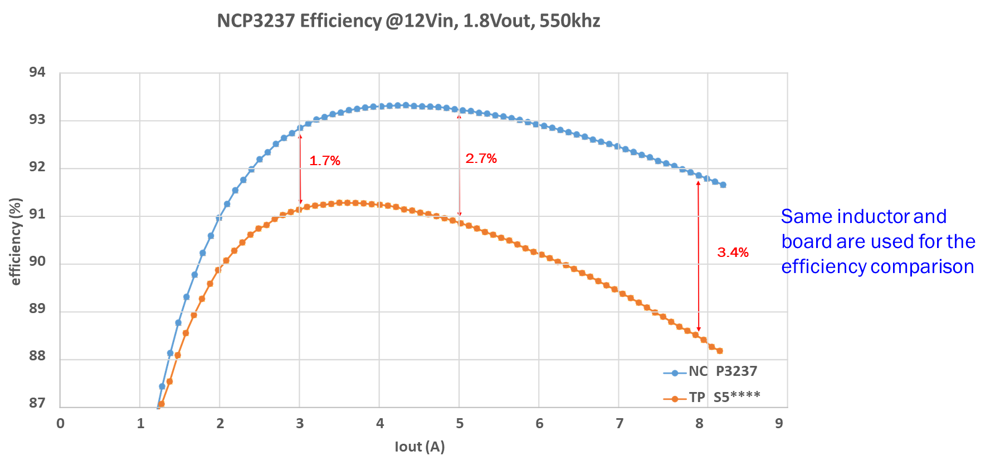 NCP3237 Efficiency @12Vin, 1.8Vout, 550khz
94
93
92
91
90
89
88
87
efficiency (%)
1.7%
2.7%
3.4%
Same inductor and
board are used for the
efficiency comparison
NC P3237
TP S5****
0 1 2 3 4 5 6 7 8 9
Iout (A)